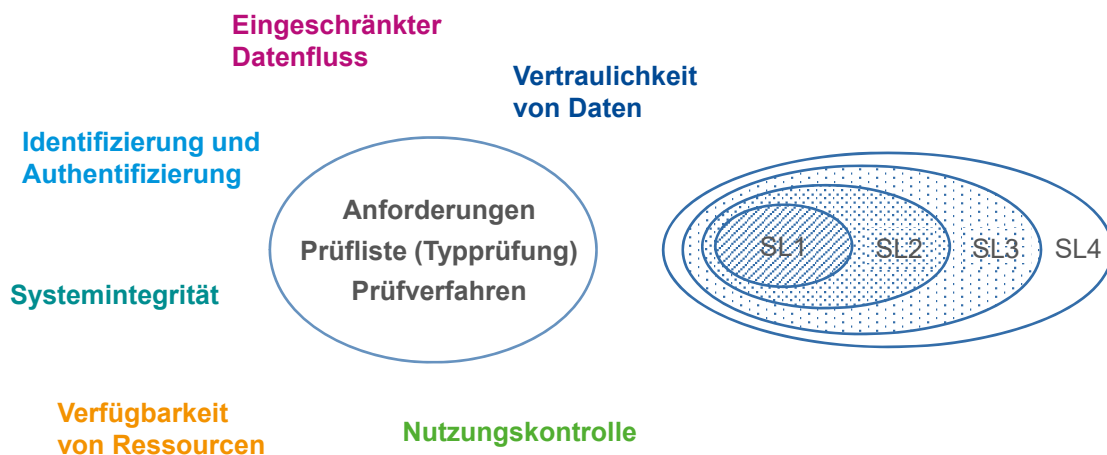 Eingeschränkter
Datenfluss
Vertraulichkeit
von Daten
Identifizierung und
Authentifizierung
Anforderungen
Prüfliste (Typprüfung)
Prüfverfahren
SL1
SL2
SL3
SL4
Systemintegrität
Verfügbarkeit
von Ressourcen
Nutzungskontrolle